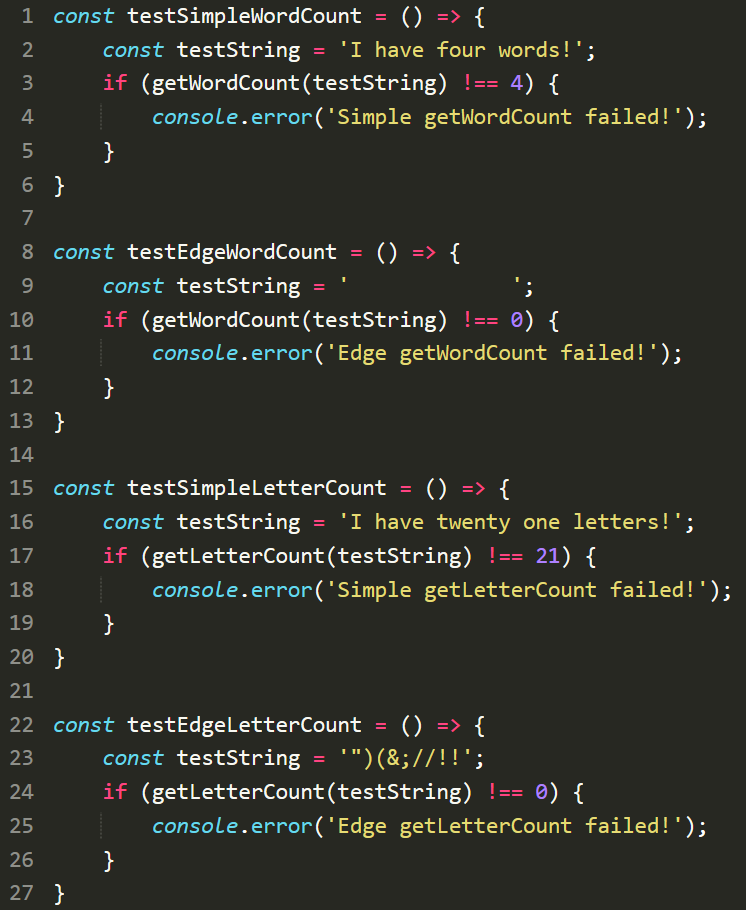 1 const testSimpleWordCount = () => {
2     const testString = 'I have four words!';
3     if (getWordCount(testString) !== 4) {
4         console.error('Simple getWordCount failed!');
5     }
6 }
7
8 const testEdgeWordCount = () => {
9     const testString = '             ';
10     if (getWordCount(testString) !== 0) {
11         console.error('Edge getWordCount failed!');
12     }
13 }
14
15 const testSimpleLetterCount = () => {
16     const testString = 'I have twenty one letters!';
17     if (getLetterCount(testString) !== 21) {
18         console.error('Simple getLetterCount failed!');
19     }
20 }
21
22 const testEdgeLetterCount = () => {
23     const testString = '")(&;//!!';
24     if (getLetterCount(testString) !== 0) {
25         console.error('Edge getLetterCount failed!');
26     }
27 }